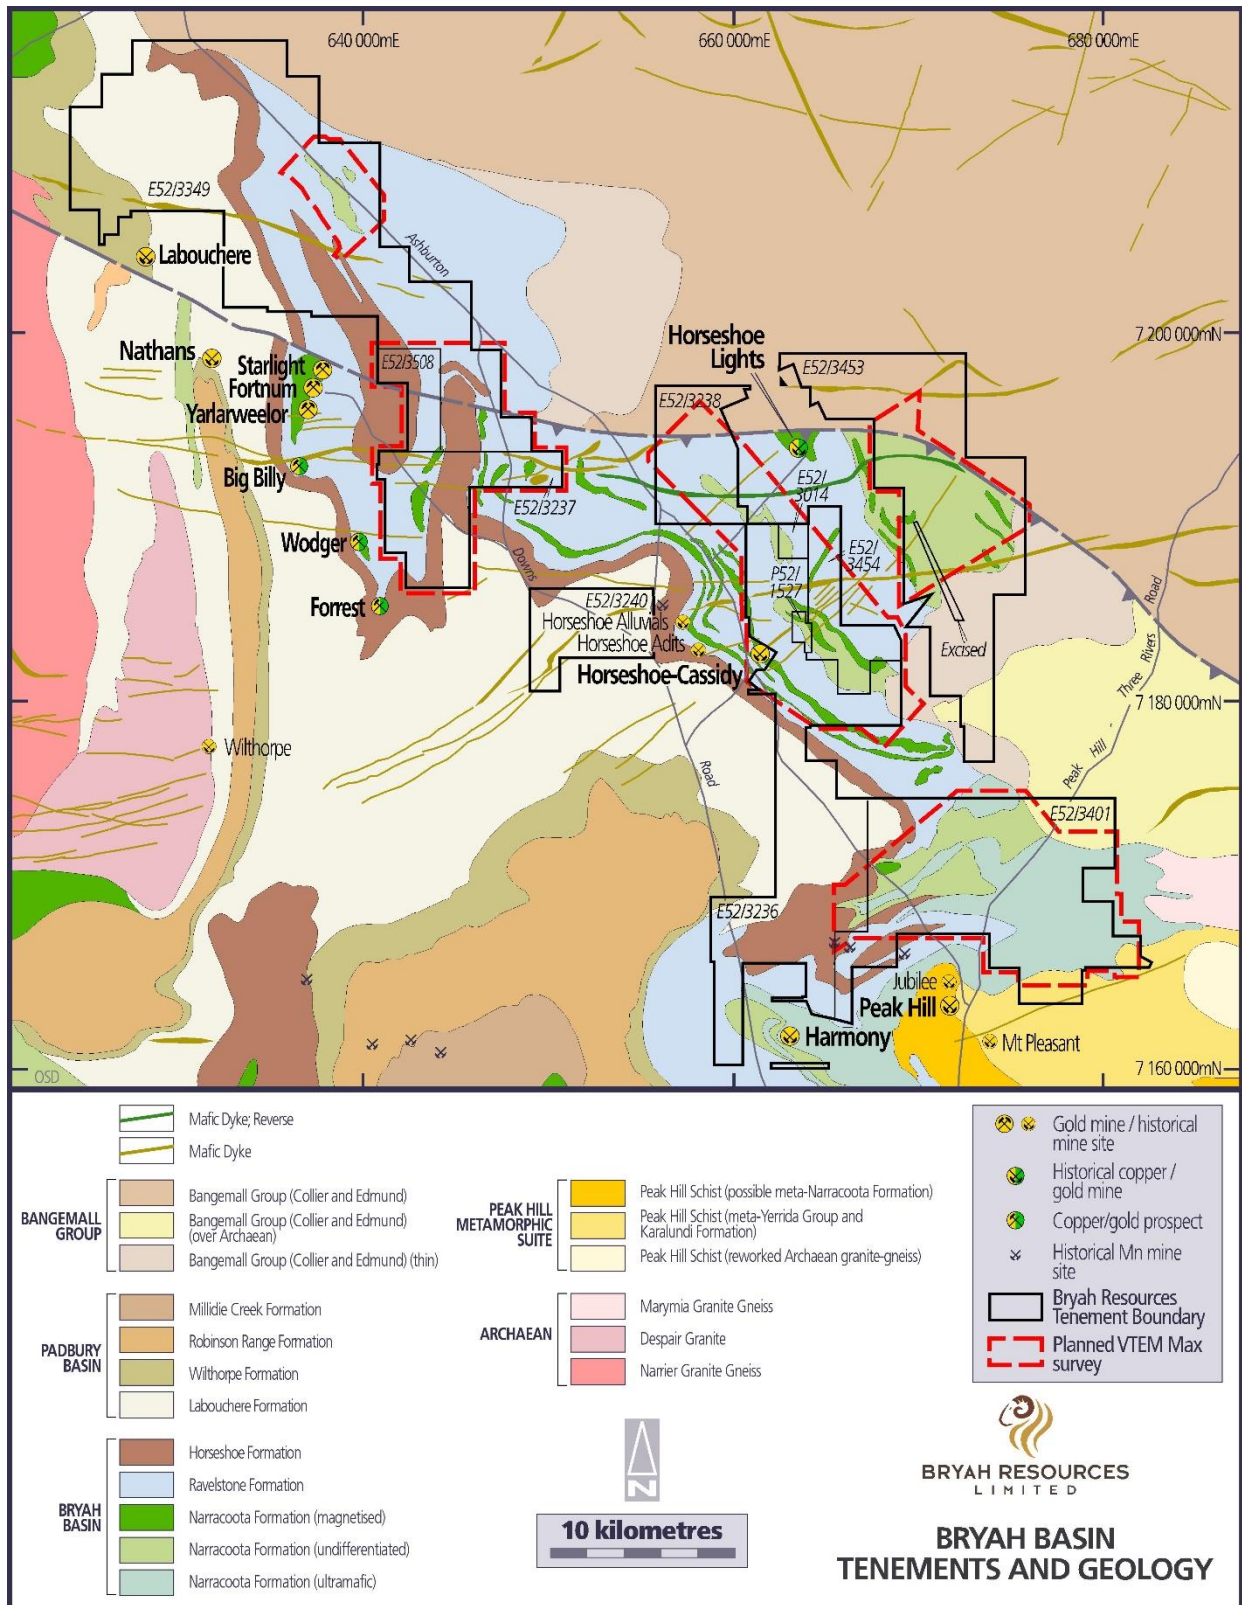 640 000mE
660 000mE
680 000mE
E52/3349
Labouchere
Ashburton
Nathans
Starlight
Fortnum
Yarlarweelor
E52/3508
Horseshoe
Lights
7 200 000mN
E52/3453
E52/3238
Big Billy
E52/3237
E52/
3014
Wodger
E52/
3454
P52/
1527
Downs
Forrest
E52/3240
Horseshoe Alluvials
Horseshoe Adits
Horseshoe-Cassidy
Excised
Road
Three Rivers
Peak Hill
7 180 000mN
Wilthorpe
Road
E52/3401
E52/3236
Jubilee
Peak Hill
Harmony
Mt Pleasant
7 160 000mN
OSD
Mafic Dyke; Reverse
Mafic Dyke
BANGEMALL
GROUP
Bangemall Group (Collier and Edmund)
Bangemall Group (Collier and Edmund)
(over Archaean)
Bangemall Group (Collier and Edmund) (thin)
PADBURY
BASIN
Millidie Creek Formation
Robinson Range Formation
Wilthorpe Formation
Labouchere Formation
BRYAH
BASIN
Horseshoe Formation
Ravelstone Formation
Narracoota Formation (magnetised)
Narracoota Formation (undifferentiated)
Narracoota Formation (ultramafic)
PEAK HILL
METAMORPHIC
SUITE
Peak Hill Schist (possible meta-Narracoota Formation)
Peak Hill Schist (meta-Yerrida Group and
Karalundi Formation)
Peak Hill Schist (reworked Archaean granite-gneiss)
ARCHAEAN
Marymia Granite Gneiss
Despair Granite
Narrier Granite Gneiss
N
10 kilometres
Gold mine / historical
mine site
Historical copper /
gold mine
Copper/gold prospect
Historical Mn mine
site
Bryah Resources
Tenement Boundary
Planned VTEM Max
survey
BRYAH RESOURCES
LIMITED
BRYAH BASIN
TENEMENTS AND GEOLOGY